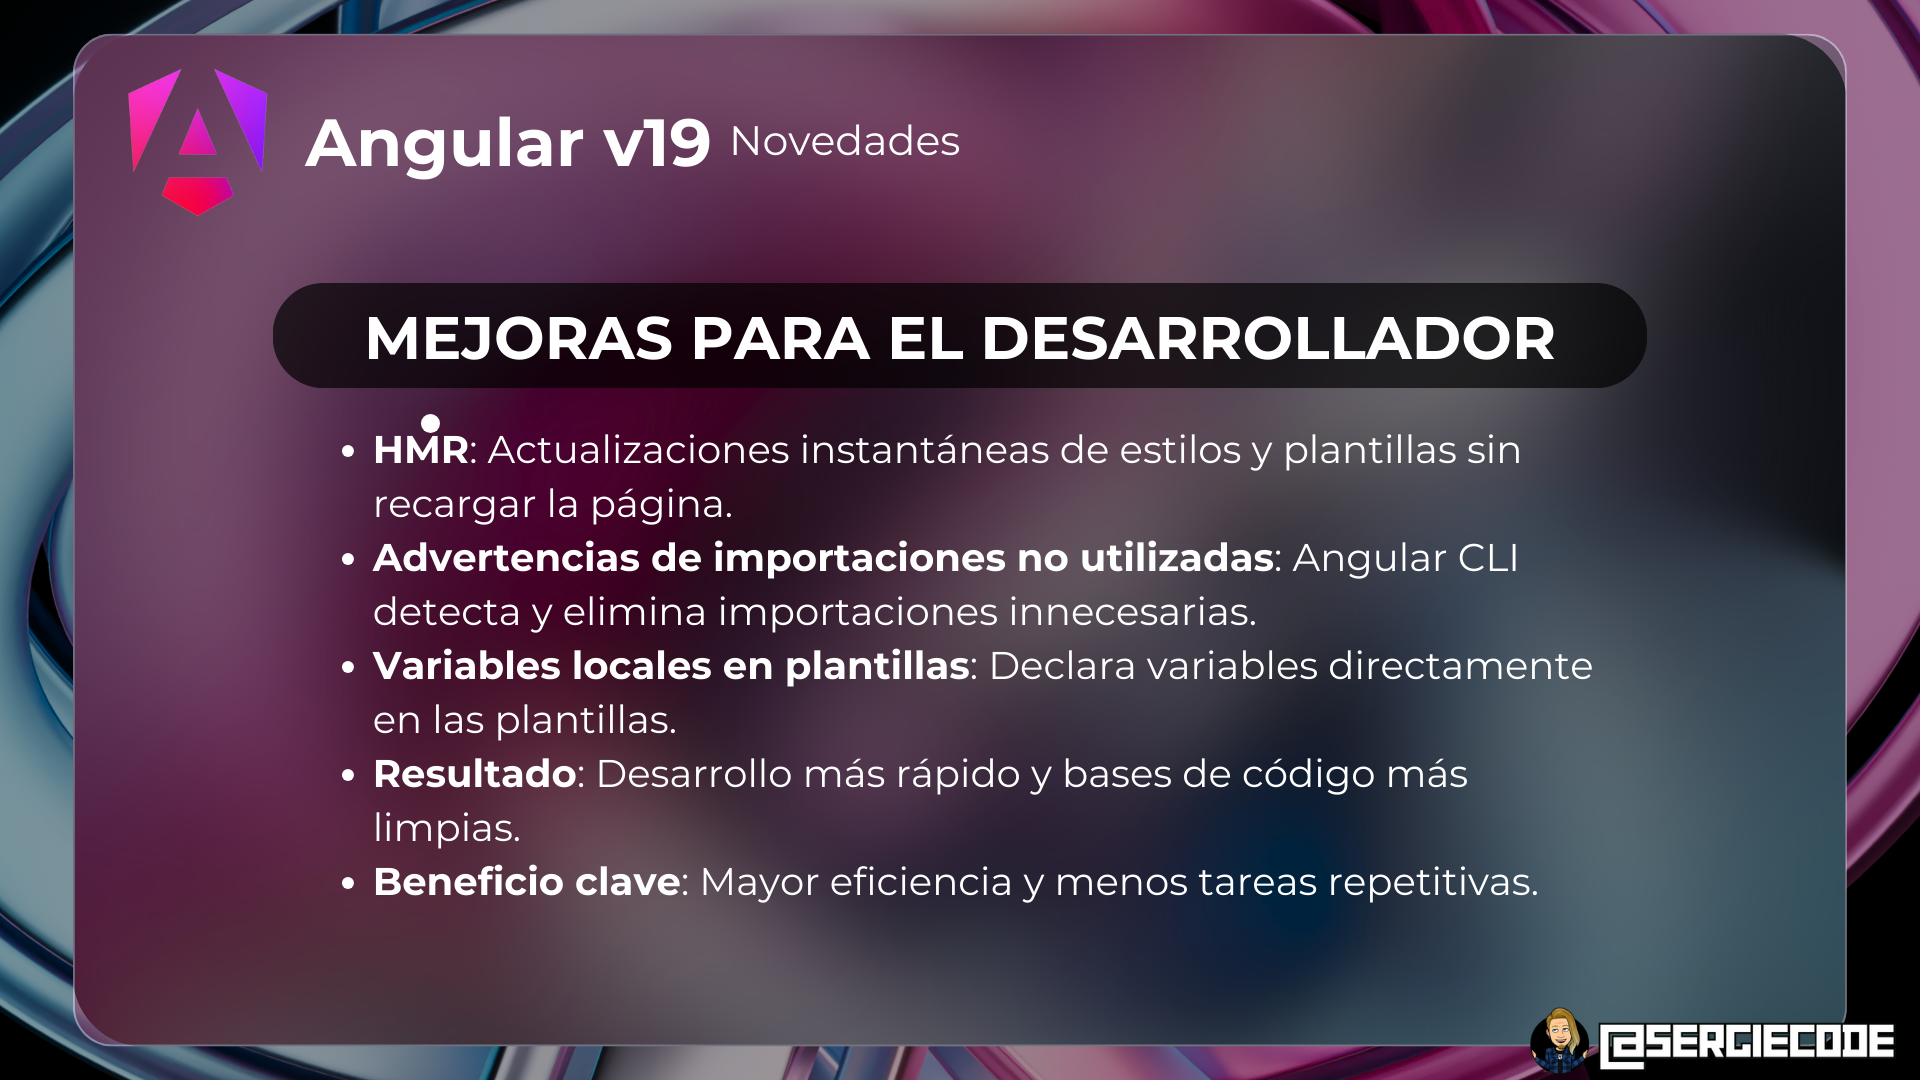 Angular v19 Novedades
MEJORAS PARA EL DESARROLLADOR
• HMR: Actualizaciones instantáneas de estilos y plantillas sin
recargar la página.
• Advertencias de importaciones no utilizadas: Angular CLI
detecta y elimina importaciones innecesarias.
• Variables locales en plantillas: Declara variables directamente
en las plantillas.
• Resultado: Desarrollo más rápido y bases de código más
limpias.
• Beneficio clave: Mayor eficiencia y menos tareas repetitivas.
@SERGIECODE